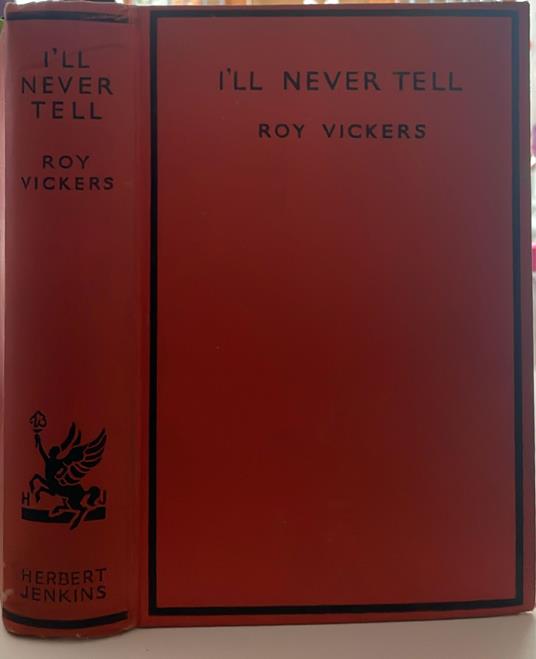 I'LL
NEVER
TELL
ROY
VICKERS
H J
HERBERT
JENKINS
I'LL NEVER TELL
ROY VICKERS